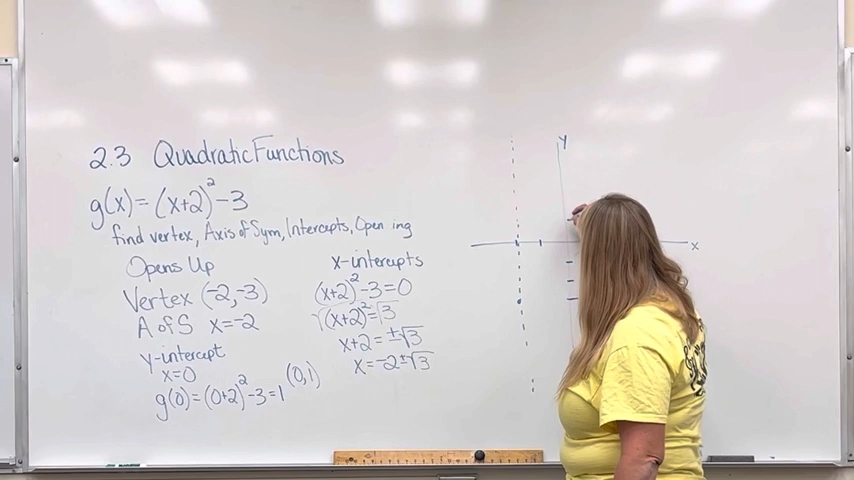 2.3 Quadratic Functions
g(x) = (x+2)² - 3
find vertex, Axis of Sym, Intercepts, Opening
Opens Up
Vertex (-2,-3)
A of S x=-2
y-intercept
x=0
g(0) = (0+2)² -3 = 1 (0,1)
x-intercepts
(x+2)² -3 = 0
√(x+2)² = √3
x+2 = ±√3
x = -2±√3
y
x